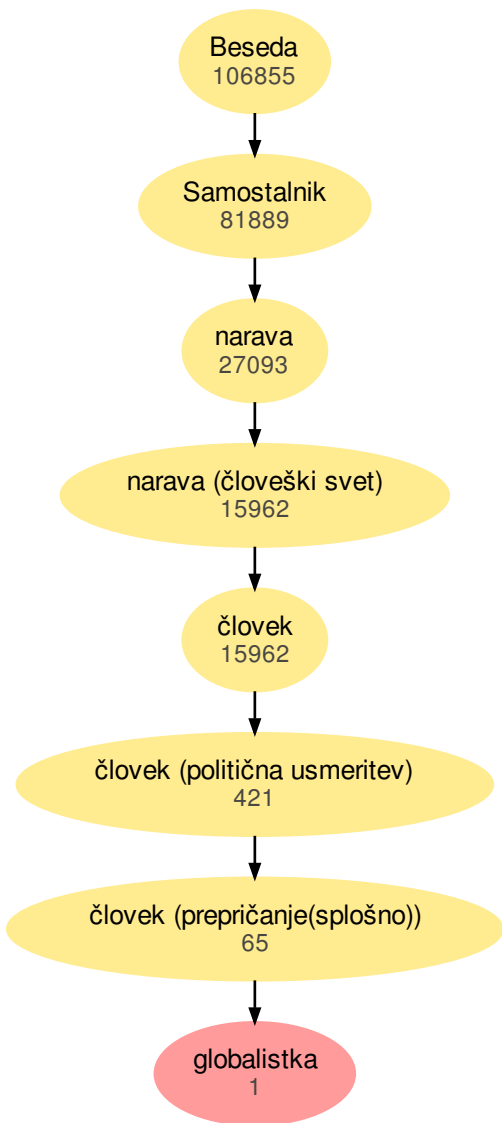 Beseda
106855
Samostalnik
81889
narava
27093
narava (človeški svet)
15962
človek
15962
človek (politična usmeritev)
421
človek (prepričanje(splošno))
65
globalistka
1